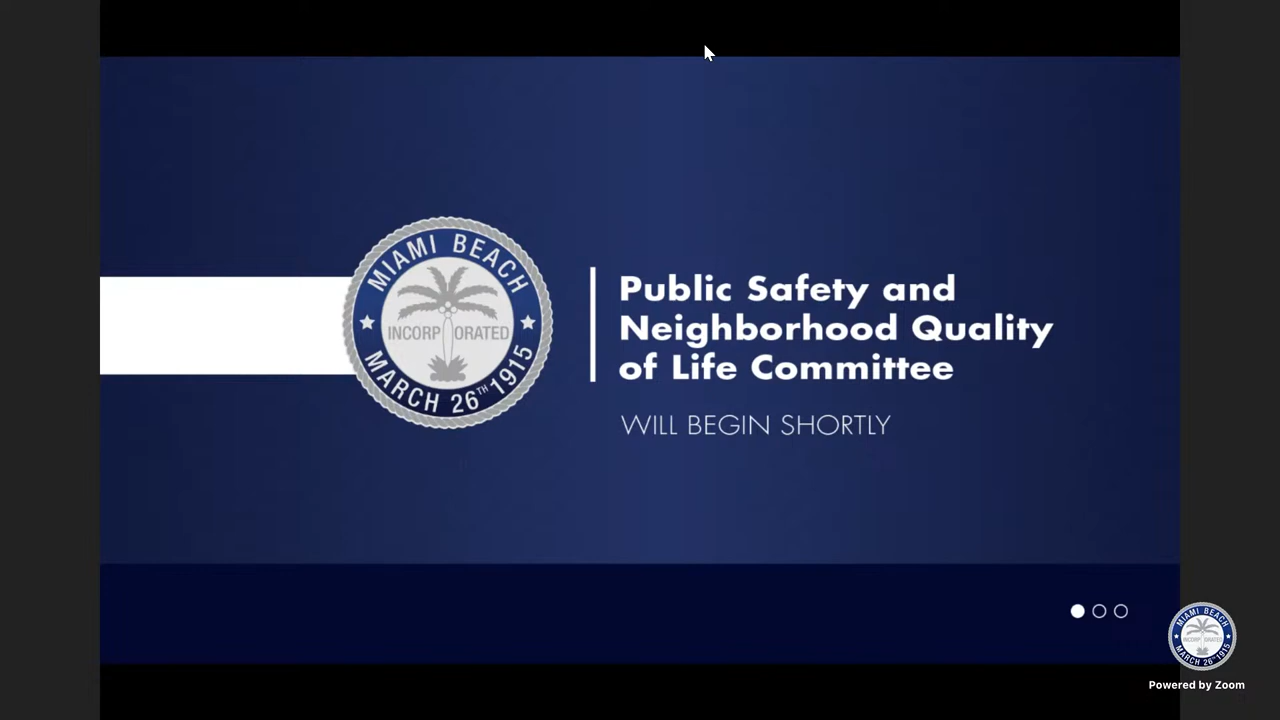 MIAMI BEACH
INCORPORATED
MARCH 26TH 1915
Public Safety and
Neighborhood Quality
of Life Committee
WILL BEGIN SHORTLY
MIAMI BEACH
INCORPORATED
MARCH 26TH 1915
Powered by Zoom